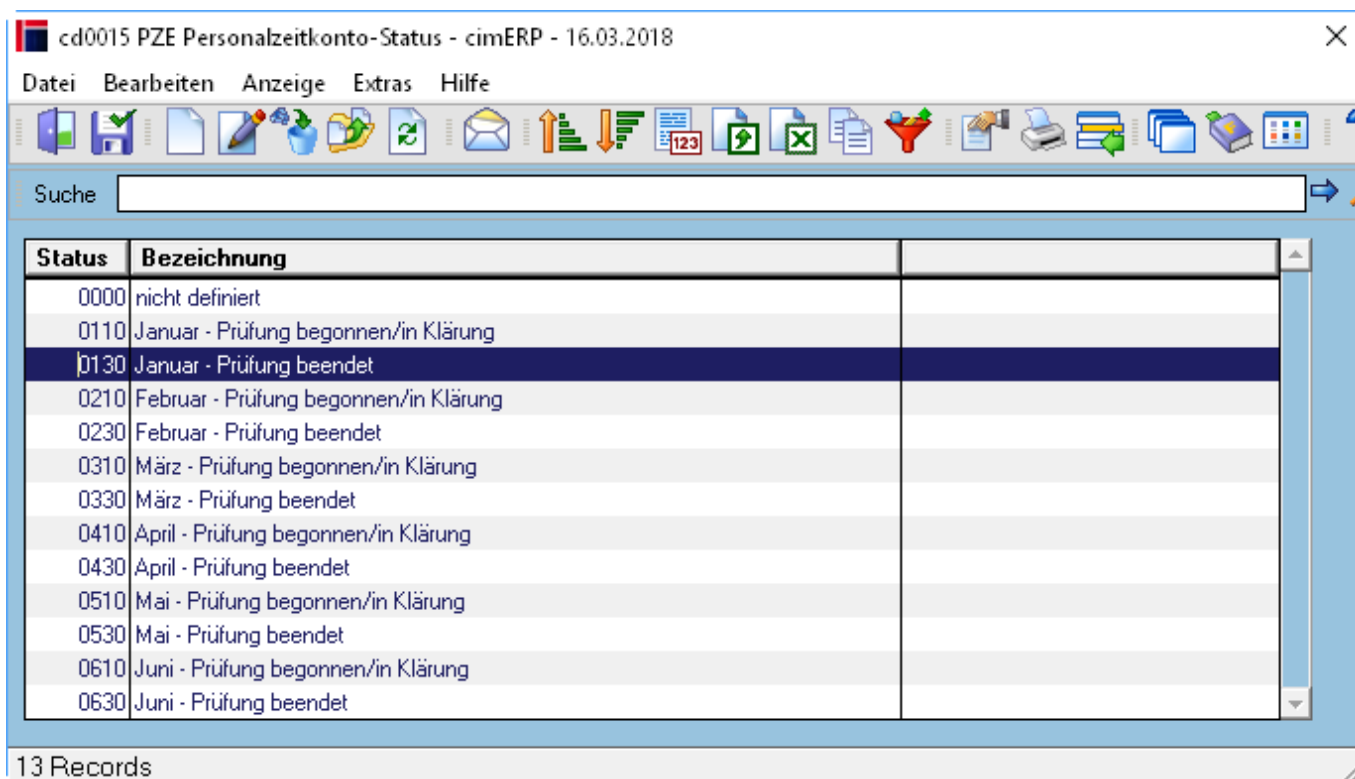 cd0015 PZE Personalzeitkonto-Status - cimERP - 16.03.2018
Datei Bearbeiten Anzeige Extras Hilfe
123
Suche
Status Bezeichnung
0000 nicht definiert
0110 Januar - Prüfung begonnen/in Klärung
0130 Januar - Prüfung beendet
0210 Februar - Prüfung begonnen/in Klärung
0230 Februar - Prüfung beendet
0310 März - Prüfung begonnen/in Klärung
0330 März - Prüfung beendet
0410 April - Prüfung begonnen/in Klärung
0430 April - Prüfung beendet
0510 Mai - Prüfung begonnen/in Klärung
0530 Mai - Prüfung beendet
0610 Juni - Prüfung begonnen/in Klärung
0630 Juni - Prüfung beendet
13 Records